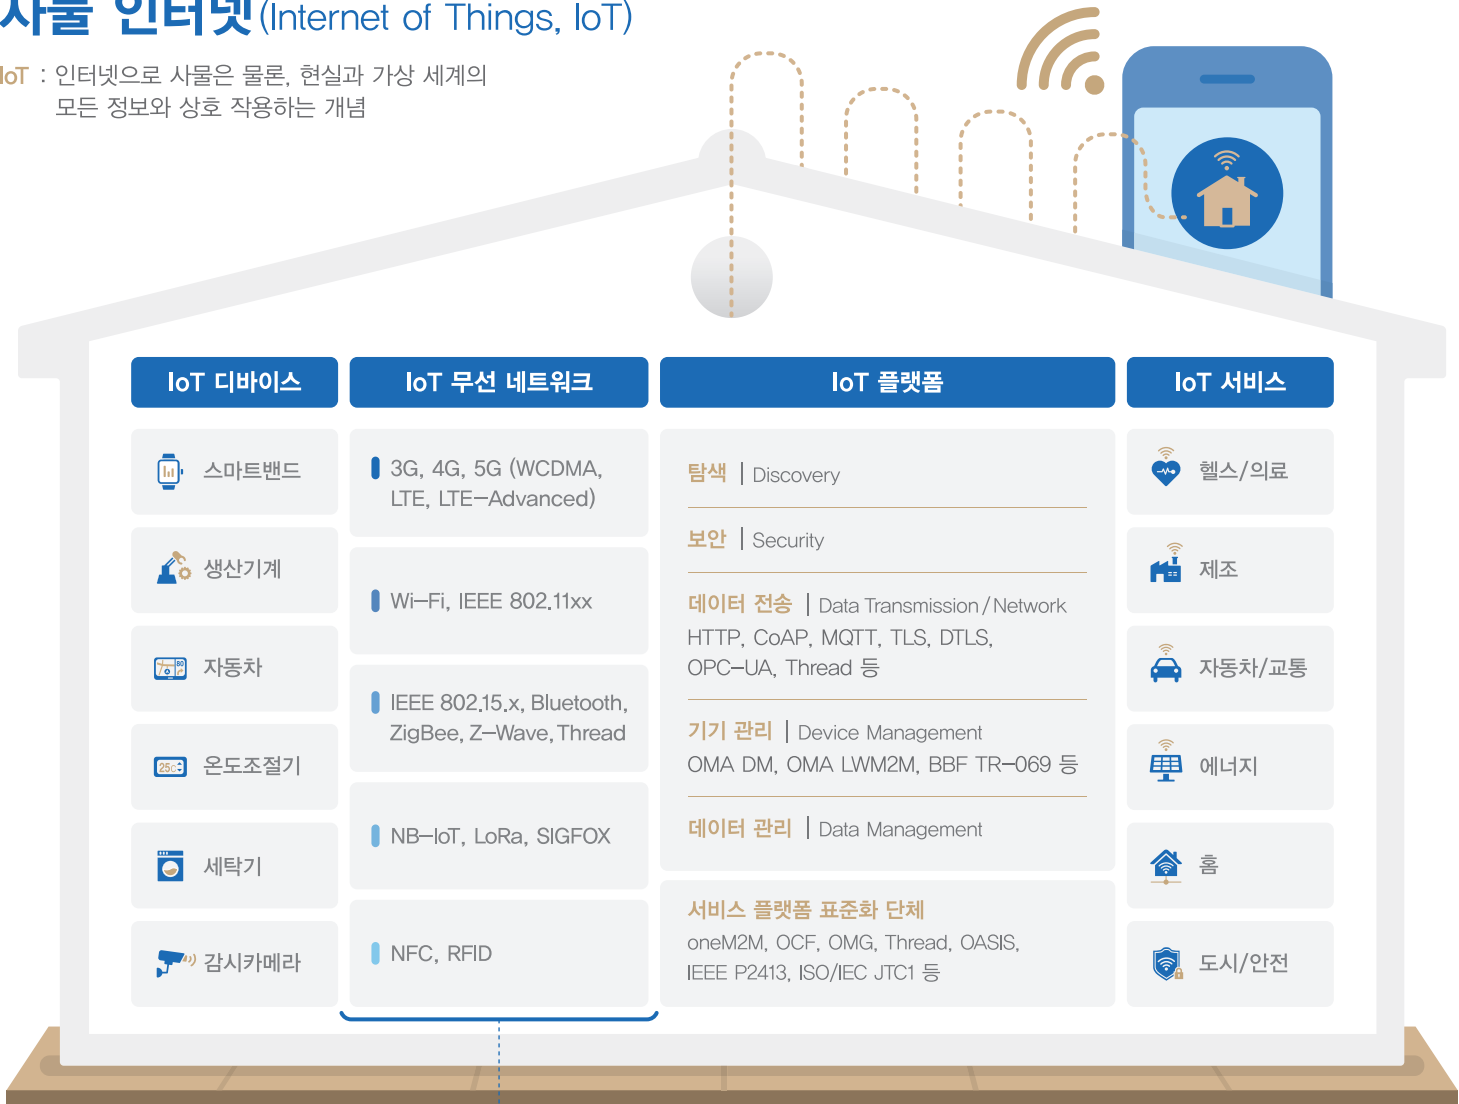 사물 인터넷(Internet of Things, IoT)
IoT : 인터넷으로 사물은 물론, 현실과 가상 세계의
모든 정보와 상호 작용하는 개념
IoT 디바이스
스마트밴드
생산기계
80
자동차
25c
온도조절기
세탁기
감시카메라
IoT 무선 네트워크
3G, 4G, 5G (WCDMA,
LTE, LTE-Advanced)
Wi-Fi, IEEE 802.11xx
IEEE 802.15.x, Bluetooth,
ZigBee, Z-Wave, Thread
NB-IoT, LoRa, SIGFOX
NFC, RFID
IoT 플랫폼
탐색 | Discovery
보안 | Security
데이터 전송 | Data Transmission / Network
HTTP, CoAP, MQTT, TLS, DTLS,
OPC-UA, Thread 등
기기 관리 | Device Management
OMA DM, OMA LWM2M, BBF TR-069 등
데이터 관리 | Data Management
서비스 플랫폼 표준화 단체
oneM2M, OCF, OMG, Thread, OASIS,
IEEE P2413, ISO/IEC JTC1 등
IoT 서비스
헬스/의료
제조
자동차/교통
에너지
홈
도시/안전